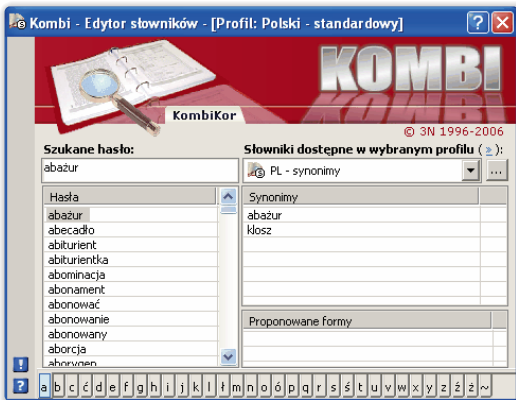 Kombi - Edytor słowników - [Profil: Polski - standardowy]
KOMBI
KombiKor
© 3N 1996-2006
Szukane hasło:
Słowniki dostępne w wybranym profilu ( > ):
abażur
PL - synonimy
...
Hasła
abażur
abecadło
abiturient
abiturientka
abominacja
abonament
abonować
abonowanie
abonowany
aborcja
aborygen
Synonimy
abażur
klosz
Proponowane formy
a b c ć d e f g h i j k l ł m n o ó p q r s ś t u v w x y z ź ż ~